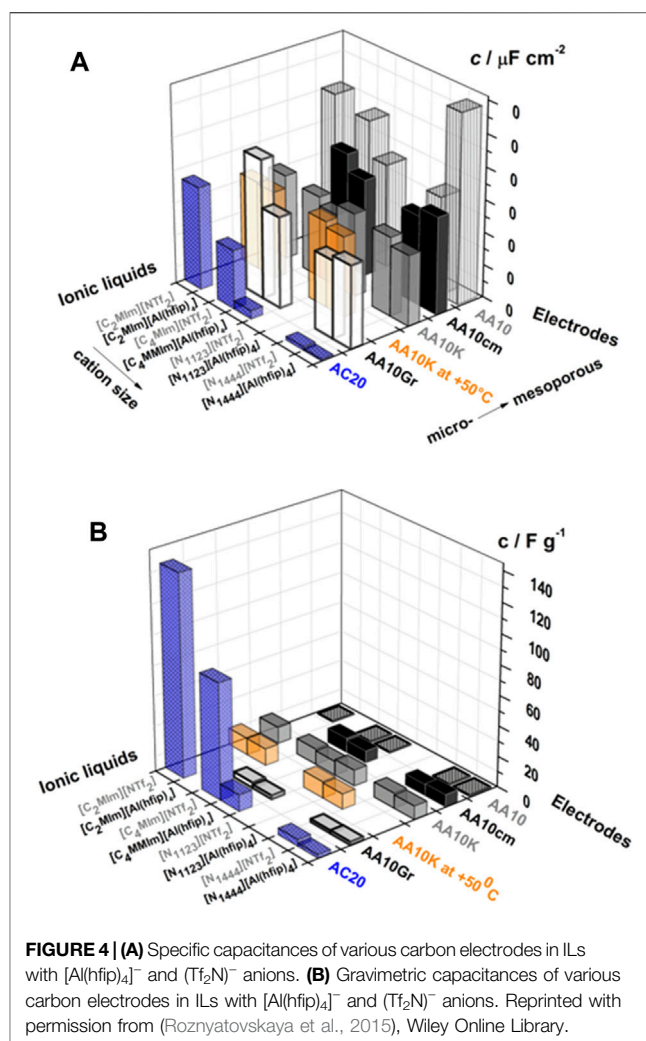 A
c / μF cm⁻²
0
0
0
0
0
0
0
Ionic liquids
[C₂MIm][NTf₂]
[C₂MIm][Al(hfip)₄]
[C₄MIm][NTf₂]
[C₄MMIm][Al(hfip)₄]
[N₁₁₂₃][NTf₂]
[N₁₁₂₃][Al(hfip)₄]
[N₁₄₄₄][NTf₂]
[N₁₄₄₄][Al(hfip)₄]
cation size
AC20
AA10Gr
AA10K at +50°C
AA10K
AA10cm
AA10
Electrodes
micro-
mesoporous
B
c / F g⁻¹
140
120
100
80
60
40
20
0
Ionic liquids
[C₂MIm][NTf₂]
[C₂MIm][Al(hfip)₄]
[C₄MIm][NTf₂]
[C₄MMIm][Al(hfip)₄]
[N₁₁₂₃][NTf₂]
[N₁₁₂₃][Al(hfip)₄]
[N₁₄₄₄][NTf₂]
[N₁₄₄₄][Al(hfip)₄]
AC20
AA10Gr
AA10K at +50⁰C
AA10K
AA10cm
AA10
Electrodes
FIGURE 4 | (A) Specific capacitances of various carbon electrodes in ILs
with [Al(hfip)₄]⁻ and (Tf₂N)⁻ anions. (B) Gravimetric capacitances of various
carbon electrodes in ILs with [Al(hfip)₄]⁻ and (Tf₂N)⁻ anions. Reprinted with
permission from (Roznyatovskaya et al., 2015), Wiley Online Library.